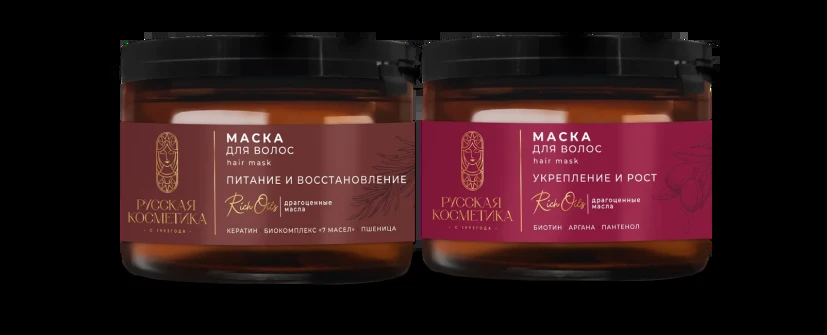 МАСКА
ДЛЯ ВОЛОС
hair mask
ПИТАНИЕ И ВОССТАНОВЛЕНИЕ
Rich Oils драгоценные
масла
КЕРАТИН БИОКОМПЛЕКС «7 МАСЕЛ» ПШЕНИЦА
РУССКАЯ
КОСМЕТИКА
МАСКА
ДЛЯ ВОЛОС
hair mask
УКРЕПЛЕНИЕ И РОСТ
Rich Oils драгоценные
масла
БИОТИН АРГАНА ПАНТЕНОЛ
РУССКАЯ
КОСМЕТИКА